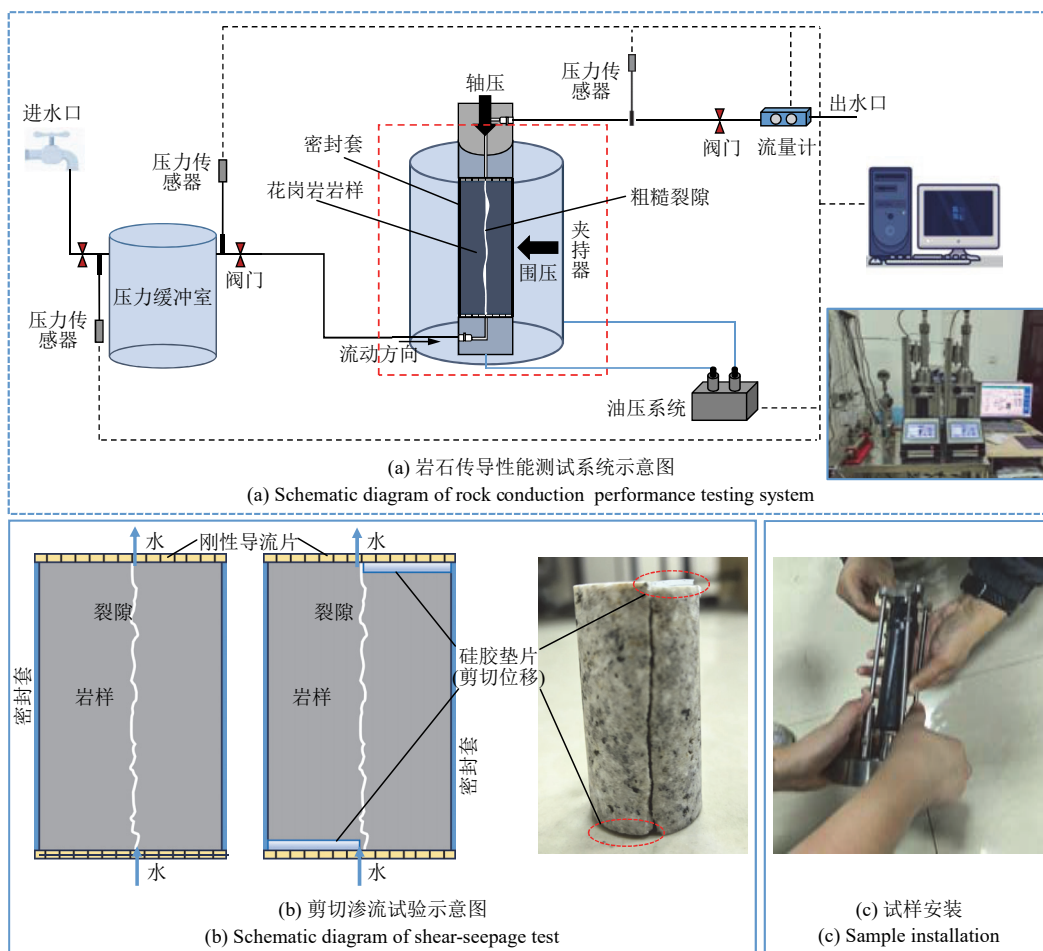 进水口
压力传
感器
轴压
压力传
感器
出水口
阀门
流量计
密封套
花岗岩岩样
粗糙裂隙
夹
持
器
围压
压力缓冲室
阀门
压力传
感器
流动方向
油压系统
(a) 岩石传导性能测试系统示意图
(a) Schematic diagram of rock conduction performance testing system
水
刚性导流片
水
裂隙
裂隙
密封套
岩样
岩样
硅胶垫片
(剪切位移)
密封套
水
水
(b) 剪切渗流试验示意图
(b) Schematic diagram of shear-seepage test
(c) 试样安装
(c) Sample installation